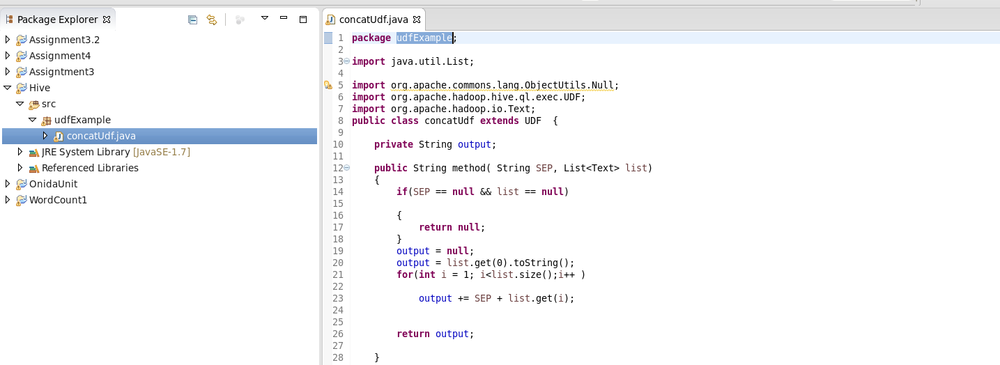 Package Explorer
Assignment3.2
Assignment4
Assigntment3
Hive
src
udfExample
concatUdf.java
JRE System Library [JavaSE-1.7]
Referenced Libraries
OnidaUnit
WordCount1
concatUdf.java
1 package udfExample;
2
3 import java.util.List;
4
5 import org.apache.commons.lang.ObjectUtils.Null;
6 import org.apache.hadoop.hive.ql.exec.UDF;
7 import org.apache.hadoop.io.Text;
8 public class concatUdf extends UDF  {
9
10     private String output;
11
12     public String method( String SEP, List<Text> list)
13     {
14         if(SEP == null && list == null)
15
16         {
17             return null;
18         }
19         output = null;
20         output = list.get(0).toString();
21         for(int i = 1; i<list.size();i++ )
22
23             output += SEP + list.get(i);
24
25
26         return output;
27
28     }